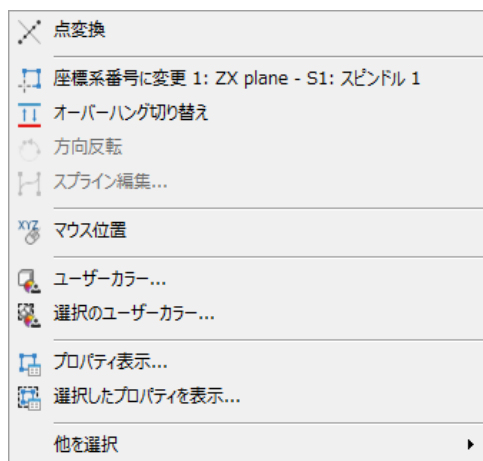 点変換
座標系番号に変更 1: ZX plane - S1: スピンドル 1
オーバーハング切り替え
方向反転
スプライン編集...
XYZ
マウス位置
ユーザーカラー...
選択のユーザーカラー...
プロパティ表示...
選択したプロパティを表示...
他を選択